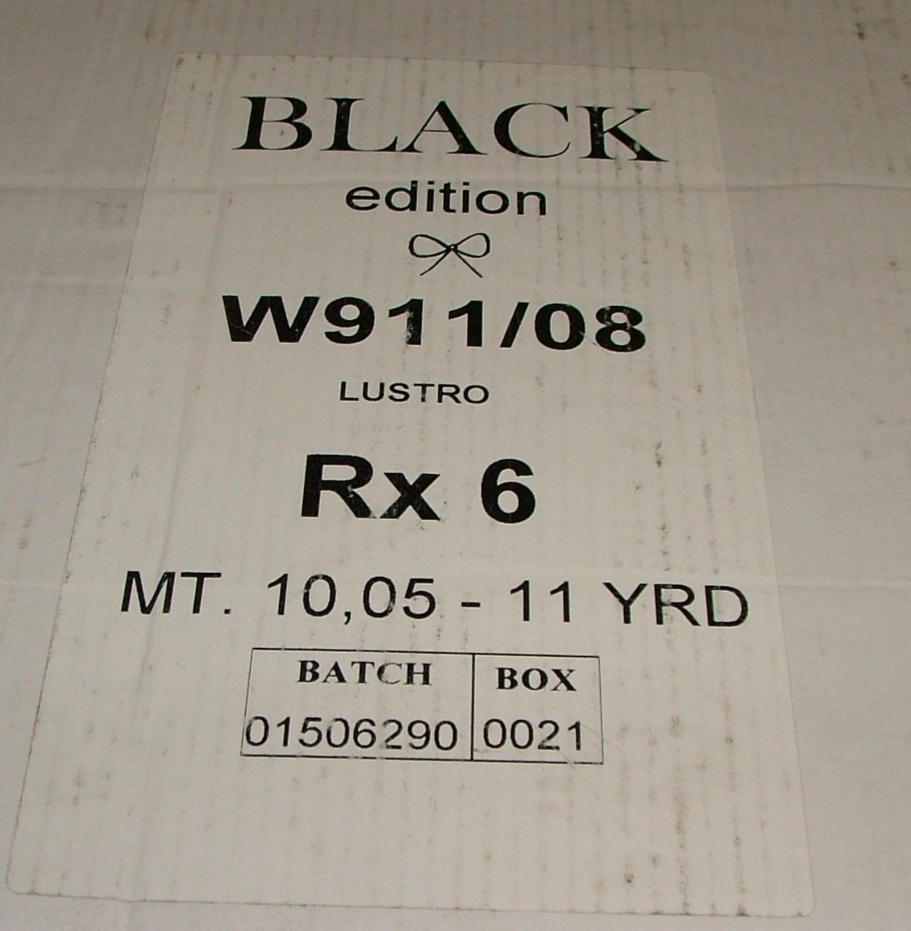 BLACK
edition
W911/08
LUSTRO
Rx 6
MT. 10,05 - 11 YRD
BATCH BOX
01506290 0021